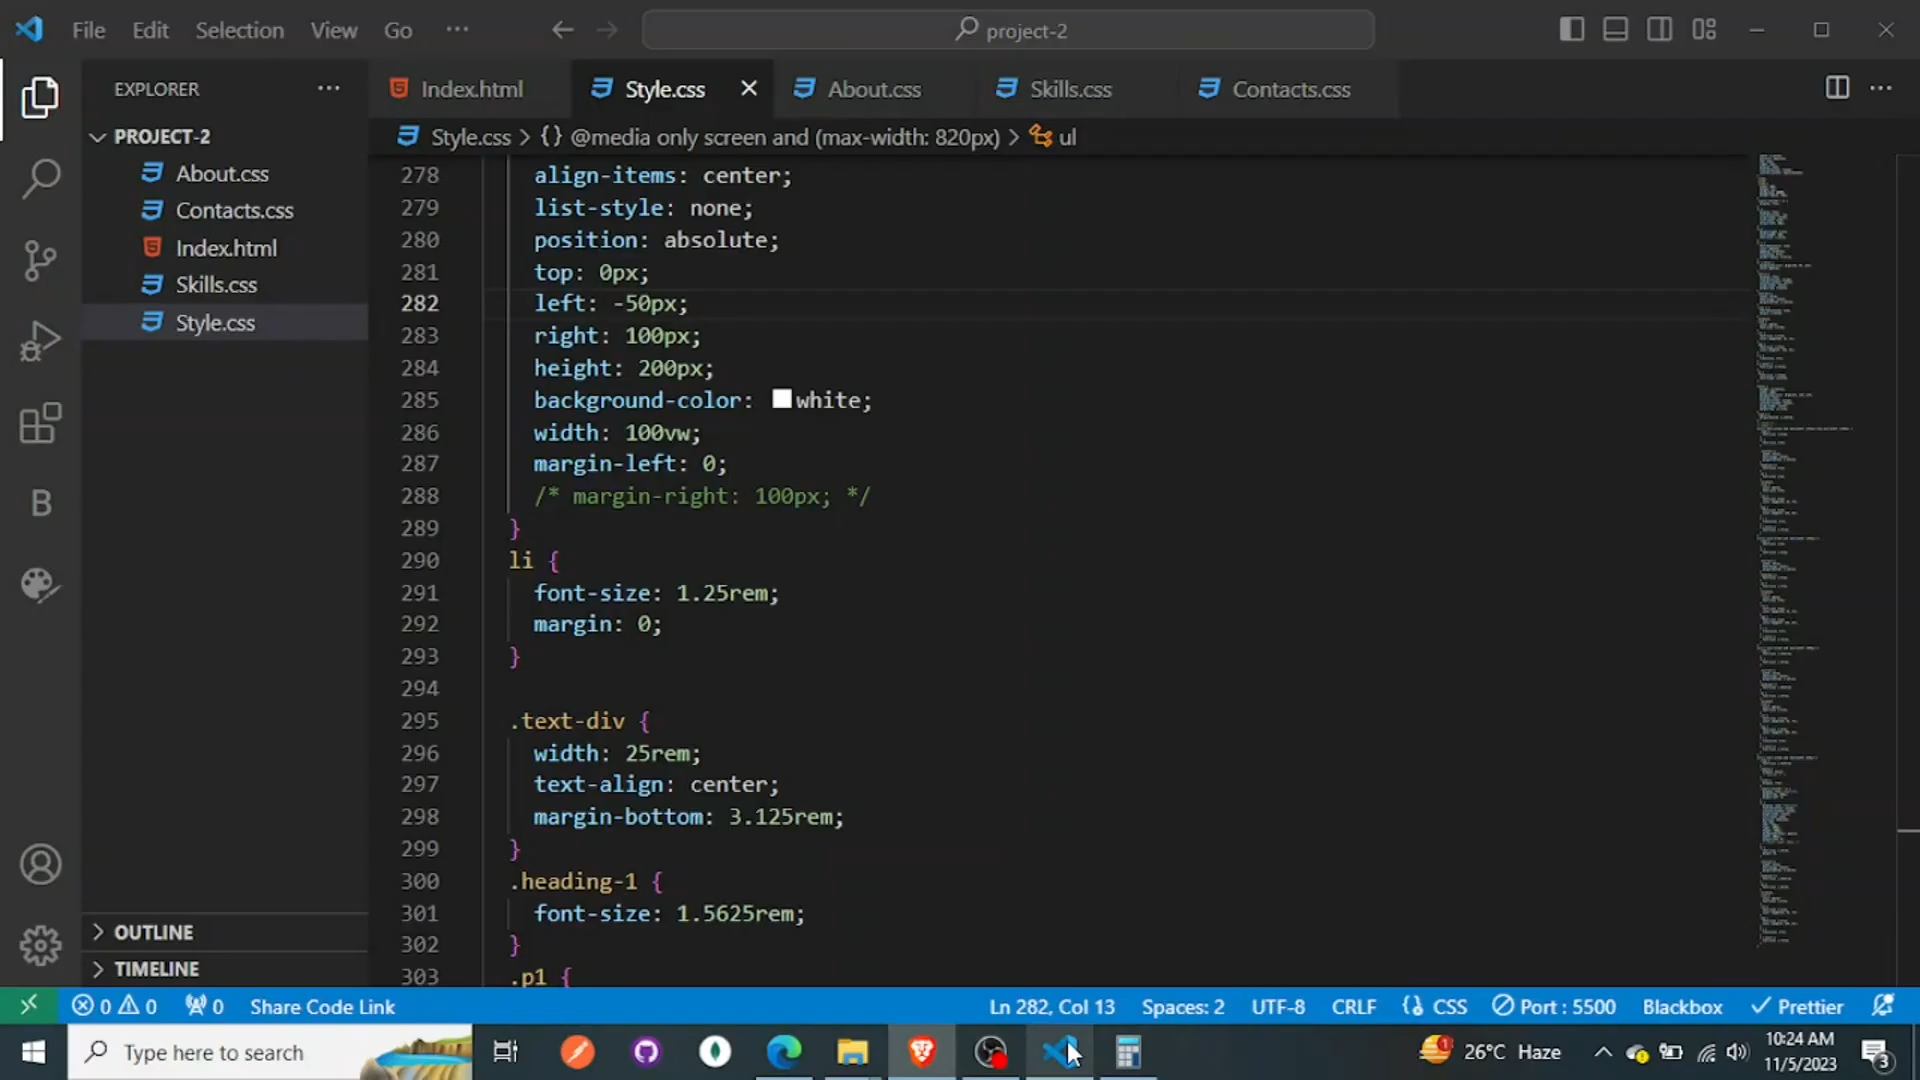 File Edit Selection View Go ··· project-2
EXPLORER ···
Index.html Style.css About.css Skills.css Contacts.css ···
PROJECT-2
About.css
Contacts.css
Index.html
Skills.css
Style.css
OUTLINE
TIMELINE
Style.css > {} @media only screen and (max-width: 820px) > ul
278 align-items: center;
279 list-style: none;
280 position: absolute;
281 top: 0px;
282 left: -50px;
283 right: 100px;
284 height: 200px;
285 background-color: white;
286 width: 100vw;
287 margin-left: 0;
288 /* margin-right: 100px; */
289 }
290 li {
291 font-size: 1.25rem;
292 margin: 0;
293 }
294
295 .text-div {
296 width: 25rem;
297 text-align: center;
298 margin-bottom: 3.125rem;
299 }
300 .heading-1 {
301 font-size: 1.5625rem;
302 }
303 .p1 {
B
0 0 0 Share Code Link Ln 282, Col 13 Spaces: 2 UTF-8 CRLF {} CSS Port : 5500 Blackbox Prettier
Type here to search 1 26°C Haze 10:24 AM
11/5/2023 3